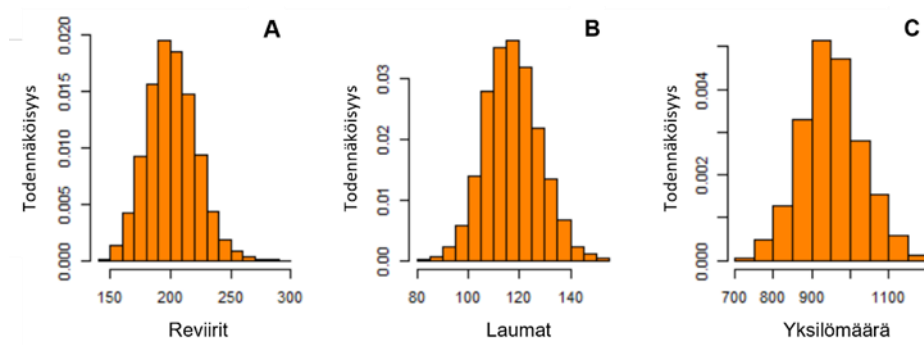 A
Todennäköisyys
0.000 0.005 0.010 0.015 0.020
150 200 250 300
Reviirit
B
Todennäköisyys
0.00 0.01 0.02 0.03
80 100 120 140
Laumat
C
Todennäköisyys
0.000 0.002 0.004
700 800 900 1100
Yksilömäärä